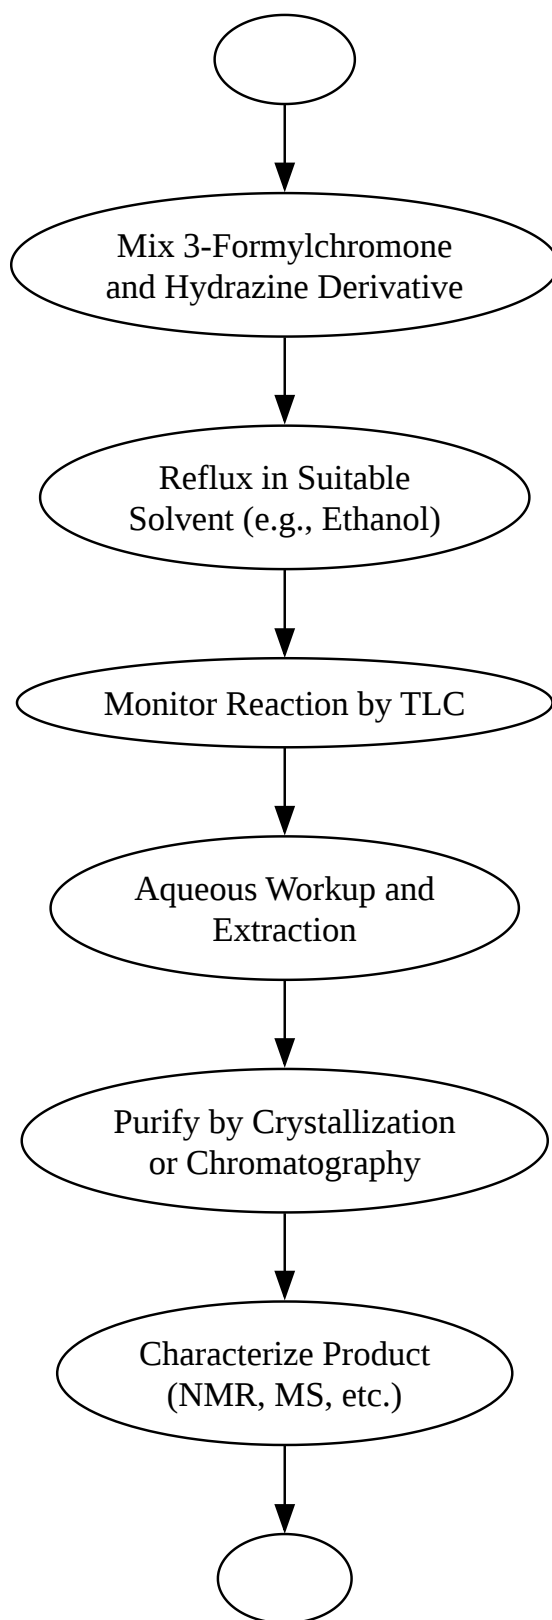 Mix 3-Formylchromone
and Hydrazine Derivative
Reflux in Suitable
Solvent (e.g., Ethanol)
Monitor Reaction by TLC
Aqueous Workup and
Extraction
Purify by Crystallization
or Chromatography
Characterize Product
(NMR, MS, etc.)